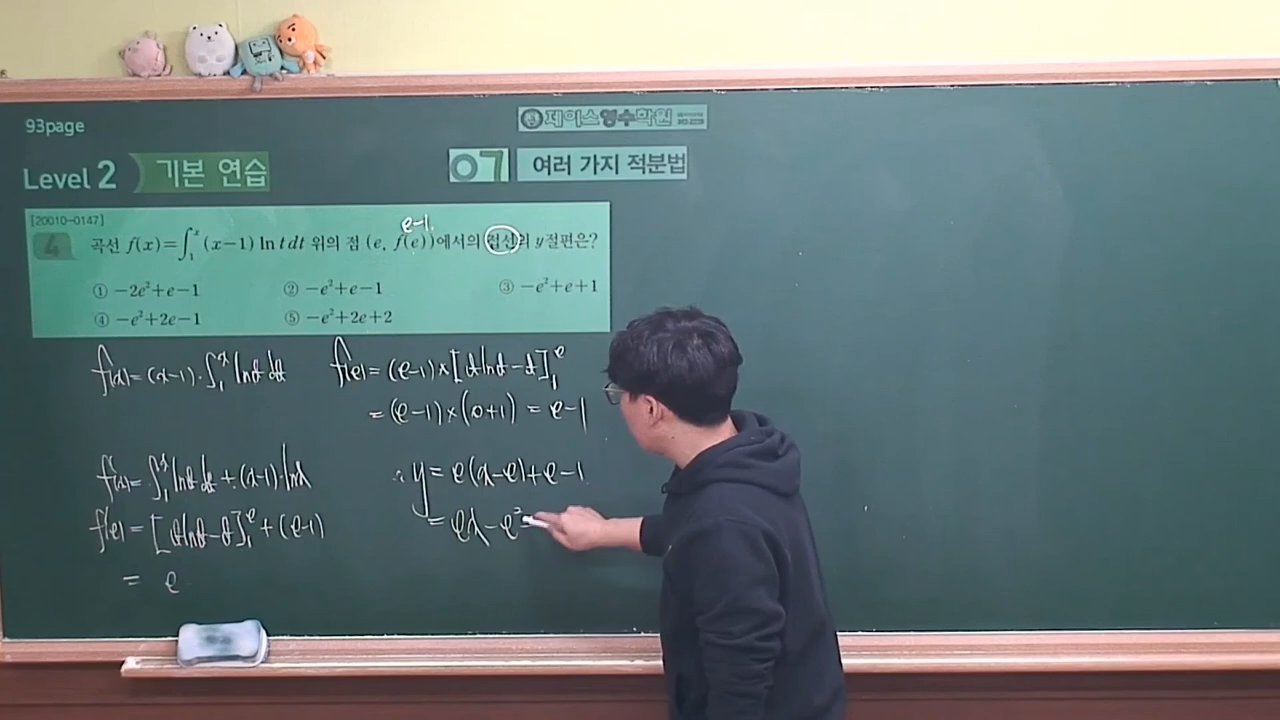 93page
제이스영수학원
Level 2 기본 연습
07 여러 가지 적분법
[20010-0147]
e-1
4 곡선 f(x)=∫₁ˣ(x-1) ln t dt 위의 점 (e, f(e))에서의 접선의 y절편은?
① -2e²+e-1 ② -e²+e-1 ③ -e²+e+1
④ -e²+2e-1 ⑤ -e²+2e+2
f(x)=(x-1)·∫₁ˣ ln t dt
f(e)=(e-1)×[t ln t-t]₁ᵉ
=(e-1)×(0+1)=e-1
f'(x)=∫₁ˣ ln t dt+(x-1)·ln x
f'(e)=[t ln t-t]₁ᵉ+(e-1)
= e
∴ y=e(x-e)+e-1
=ex-e²